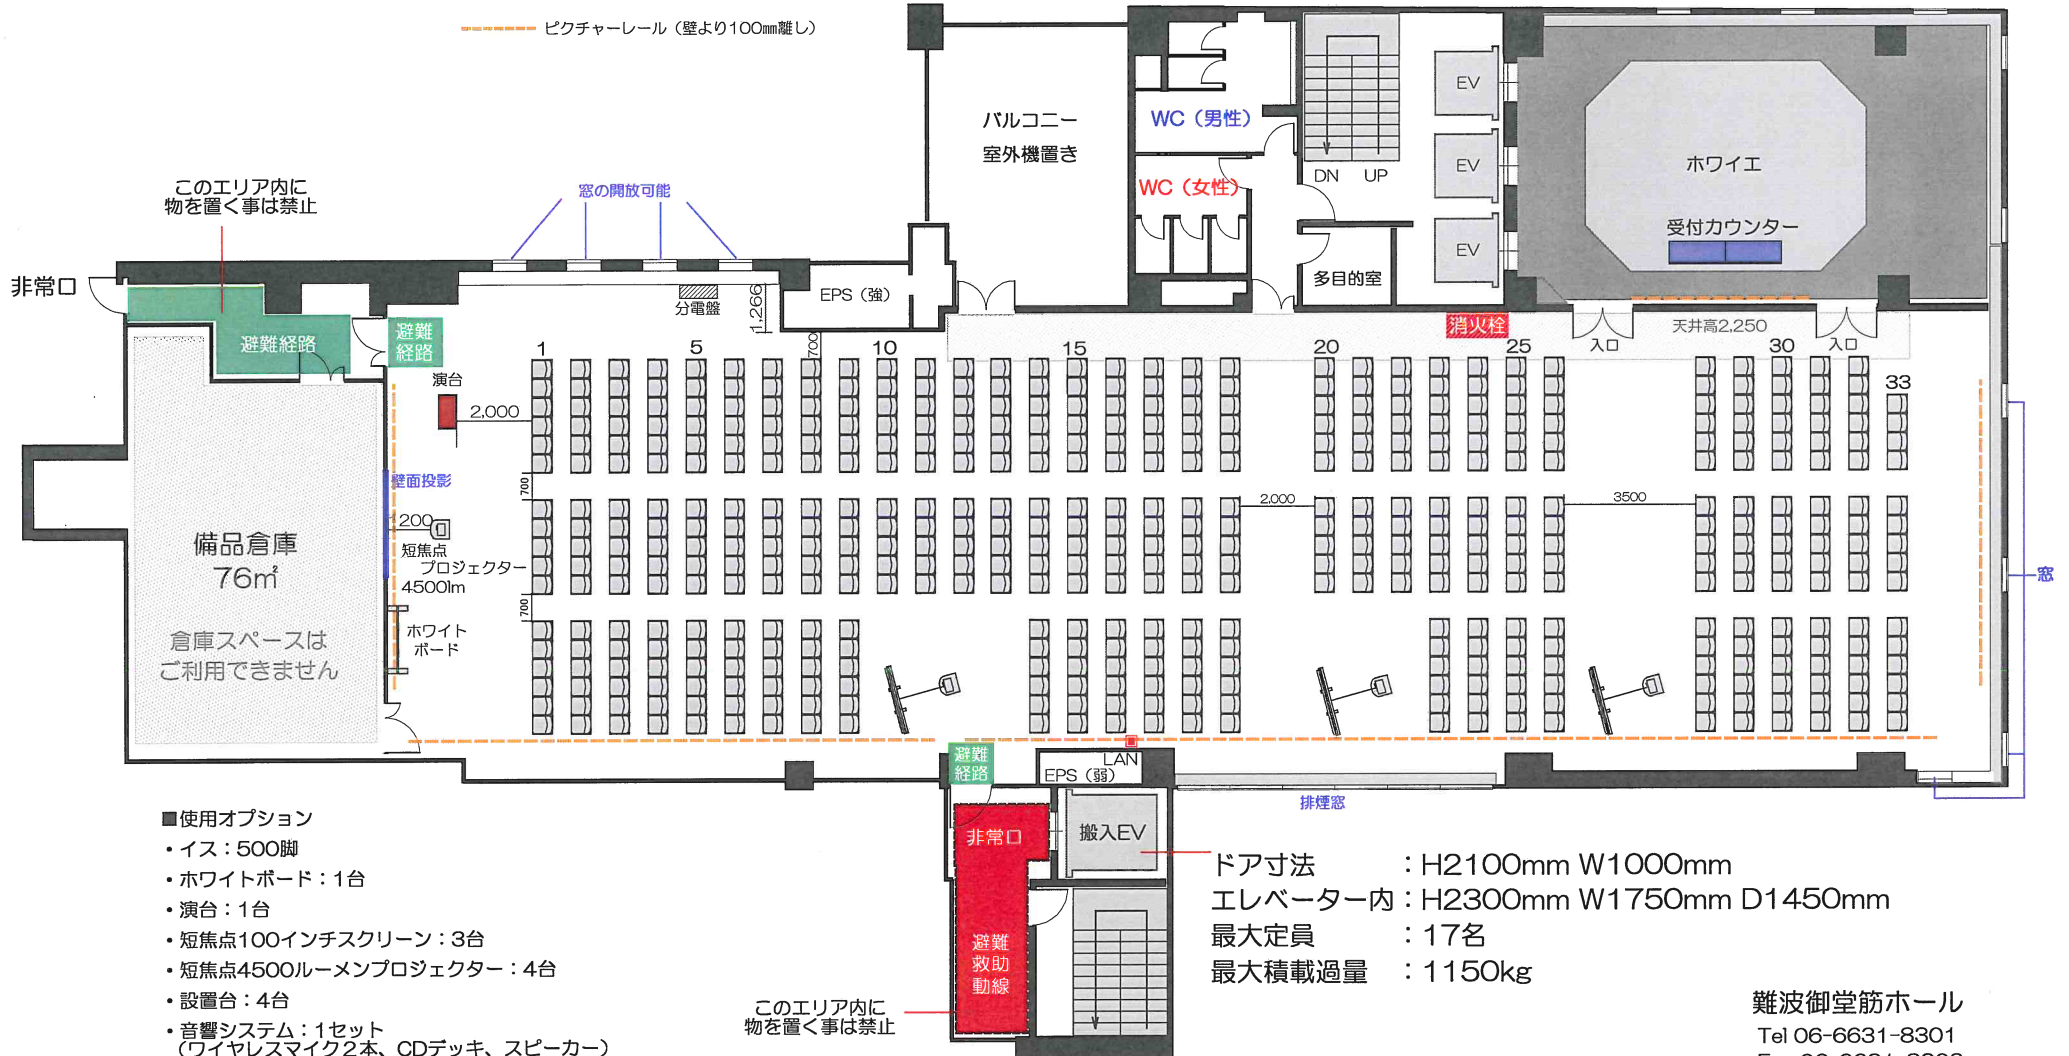 ピクチャーレール（壁より100mm離し）
バルコニー
室外機置き
WC（男性）
WC（女性）
DN
UP
EV
EV
EV
ホワイエ
受付カウンター
多目的室
このエリア内に
物を置く事は禁止
窓の開放可能
非常口
避難経路
避難
経路
分電盤
1,266
EPS（強）
700
消火栓
天井高2,250
入口
入口
1
5
10
15
20
25
30
33
演台
2,000
700
壁面投影
200
短焦点
プロジェクター
4500lm
2,000
3500
備品倉庫
76㎡
倉庫スペースは
ご利用できません
700
ホワイト
ボード
窓
避難
経路
LAN
EPS（弱）
排煙窓
非常口
搬入EV
避難
救助
動線
このエリア内に
物を置く事は禁止
■使用オプション
・イス：500脚
・ホワイトボード：1台
・演台：1台
・短焦点100インチスクリーン：3台
・短焦点4500ルーメンプロジェクター：4台
・設置台：4台
・音響システム：1セット
（ワイヤレスマイク2本、CDデッキ、スピーカー）
ドア寸法　：H2100mm W1000mm
エレベーター内：H2300mm W1750mm D1450mm
最大定員　：17名
最大積載過量　：1150kg
難波御堂筋ホール
Tel 06-6631-8301